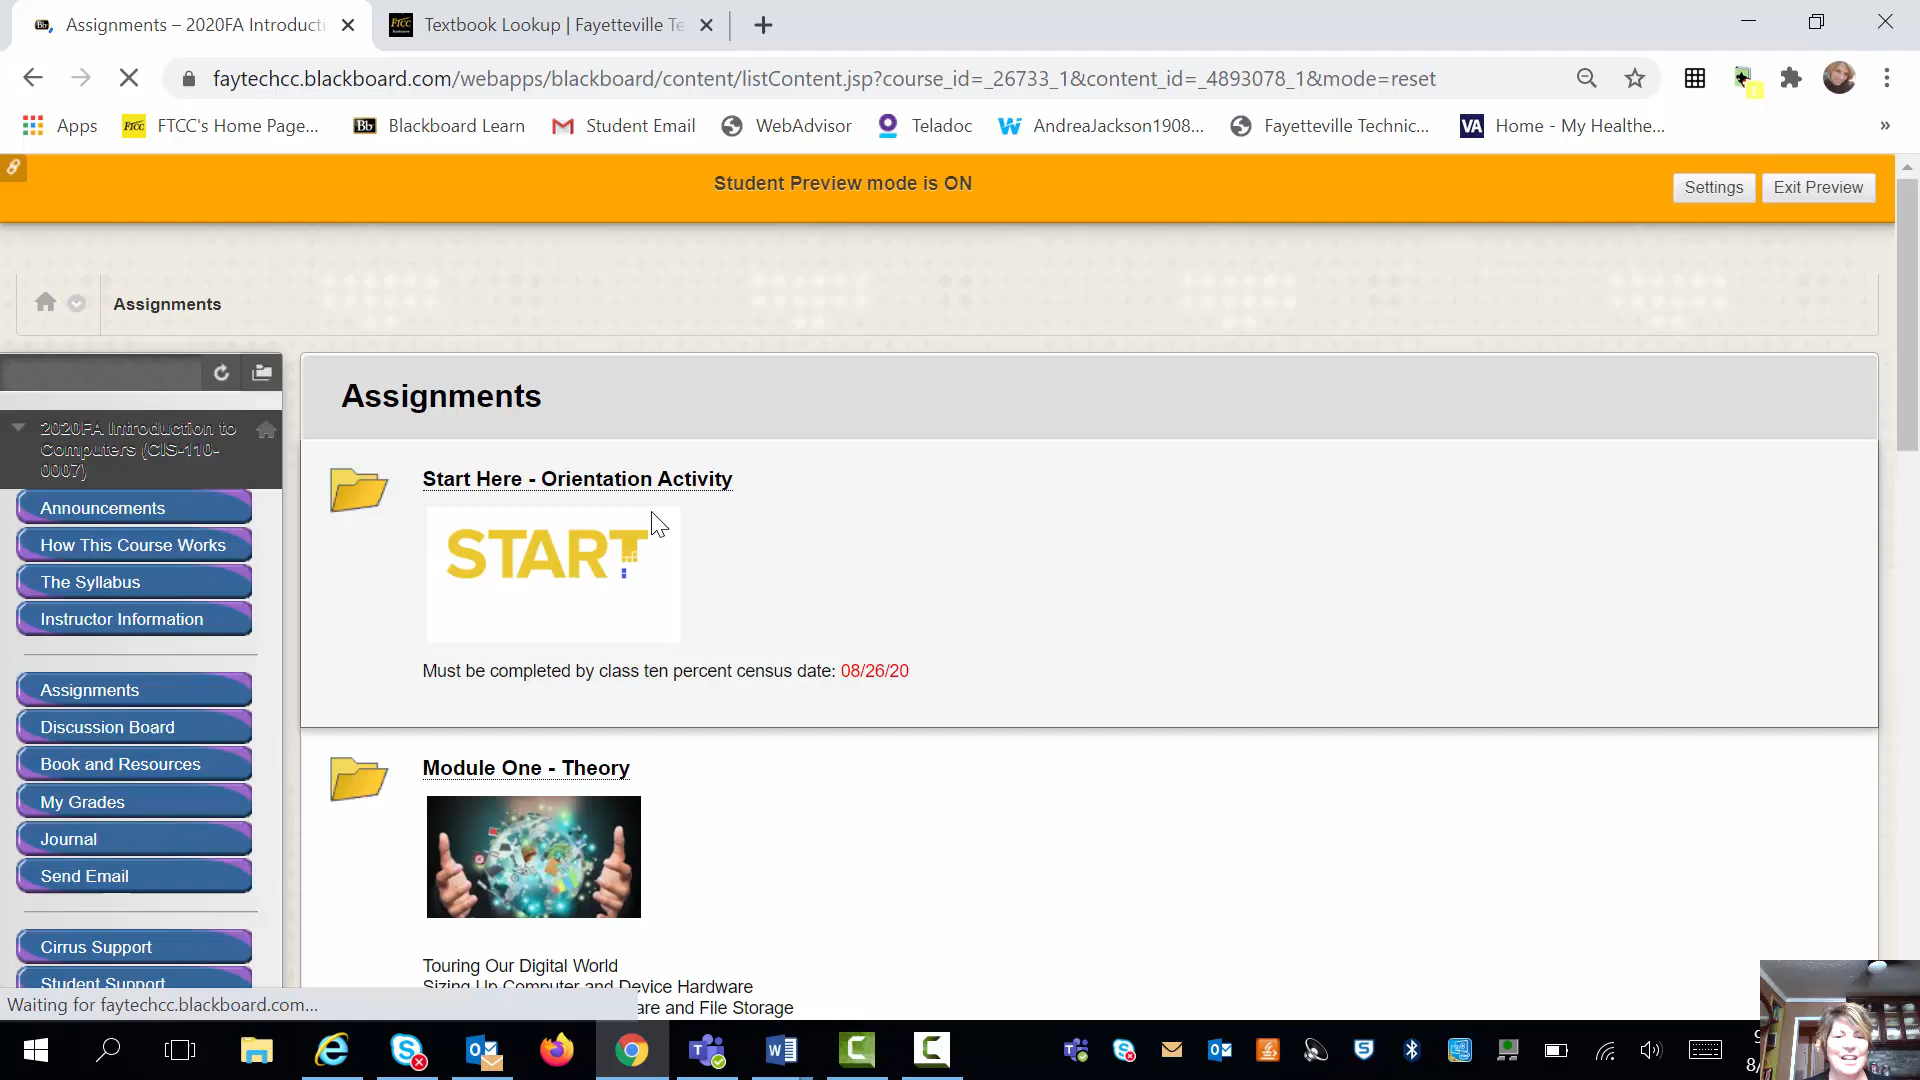 Assignments – 2020FA Introducti
Textbook Lookup | Fayetteville Te
faytechcc.blackboard.com/webapps/blackboard/content/listContent.jsp?course_id=_26733_1&content_id=_4893078_1&mode=reset
Apps FTCC's Home Page... Blackboard Learn Student Email WebAdvisor Teladoc AndreaJackson1908... Fayetteville Technic... Home - My Healthe... »
Student Preview mode is ON
Settings Exit Preview
Assignments
2020FA Introduction to
Computers (CIS-110-
0007)
Announcements
How This Course Works
The Syllabus
Instructor Information
Assignments
Discussion Board
Book and Resources
My Grades
Journal
Send Email
Cirrus Support
Student Support
Assignments
Start Here - Orientation Activity
START
Must be completed by class ten percent census date: 08/26/20
Module One - Theory
Touring Our Digital World
Sizing Up Computer and Device Hardware
and File Storage
Waiting for faytechcc.blackboard.com...